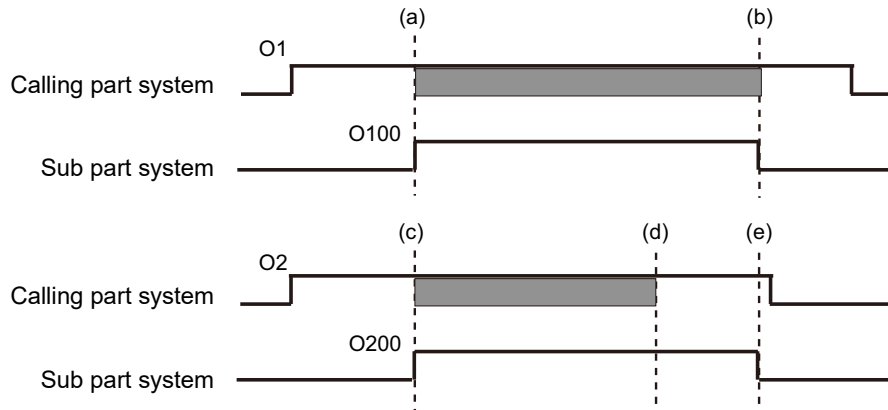 (a) (b)
O1
Calling part system
O100
Sub part system
(c) (d) (e)
O2
Calling part system
O200
Sub part system